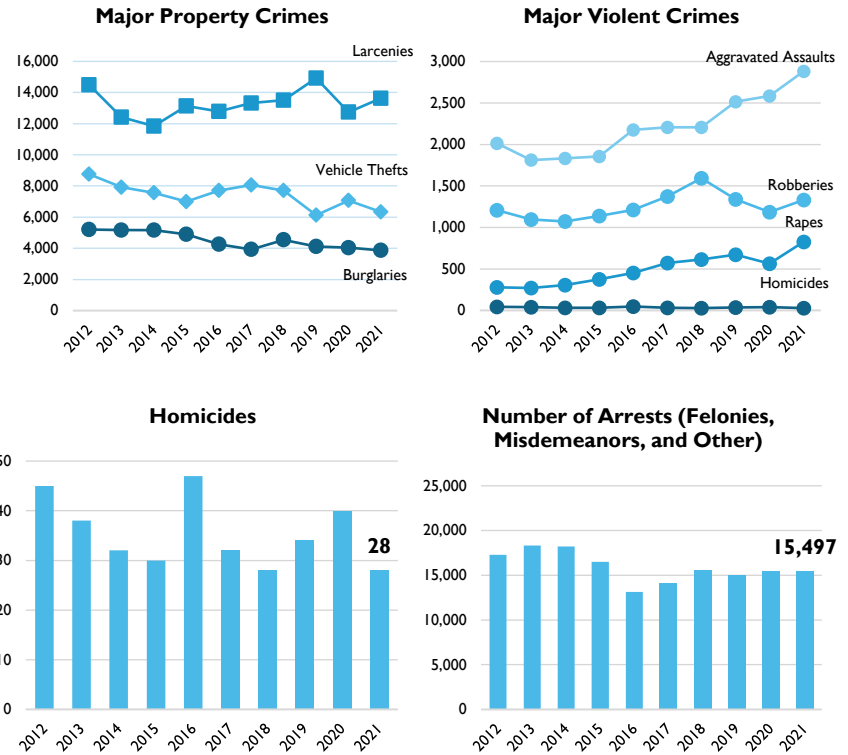 Major Property Crimes
Larcenies
16,000
14,000
12,000
10,000
Vehicle Thefts
8,000
6,000
4,000
Burglaries
2,000
0
2012 2013 2014 2015 2016 2017 2018 2019 2020 2021
Major Violent Crimes
3,000
Aggravated Assaults
2,500
2,000
1,500
Robberies
Rapes
1,000
500
Homicides
0
2012 2013 2014 2015 2016 2017 2018 2019 2020 2021
Homicides
50
40
28
30
20
10
0
2012 2013 2014 2015 2016 2017 2018 2019 2020 2021
Number of Arrests (Felonies,
Misdemeanors, and Other)
25,000
20,000
15,497
15,000
10,000
5,000
0
2012 2013 2014 2015 2016 2017 2018 2019 2020 2021